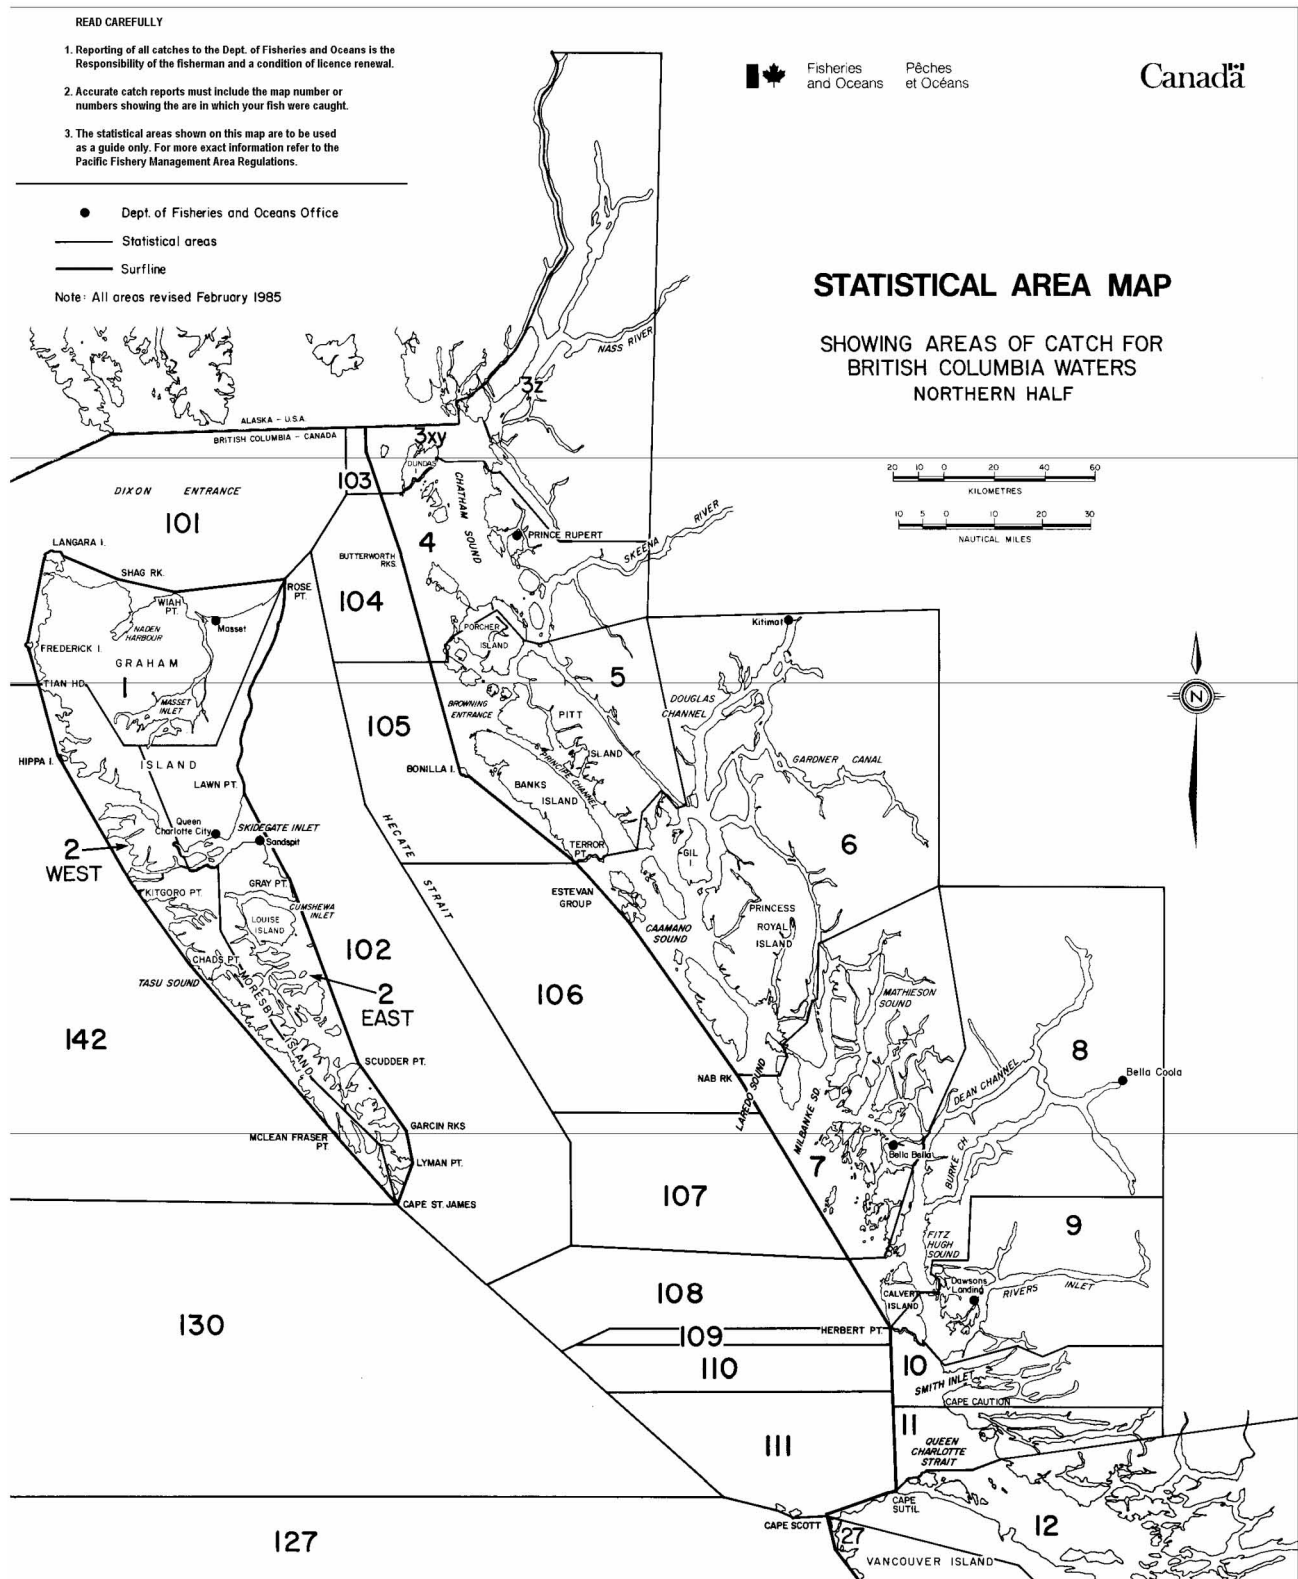 READ CAREFULLY
1. Reporting of all catches to the Dept. of Fisheries and Oceans is the
Responsibility of the fisherman and a condition of licence renewal.
2. Accurate catch reports must include the map number or
numbers showing the are in which your fish were caught.
3. The statistical areas shown on this map are to be used
as a guide only. For more exact information refer to the
Pacific Fishery Management Area Regulations.
Dept. of Fisheries and Oceans Office
Statistical areas
Surfline
Note: All areas revised February 1985
Fisheries
and Oceans
Pêches
et Océans
Canada
STATISTICAL AREA MAP
SHOWING AREAS OF CATCH FOR
BRITISH COLUMBIA WATERS
NORTHERN HALF
20 10 0 20 40 60
KILOMETRES
10 5 0 10 20 30
NAUTICAL MILES
N
NASS RIVER
3z
ALASKA - U.S.A.
BRITISH COLUMBIA - CANADA
3xy
DUNDAS
I.
103
CHATHAM SOUND
DIXON ENTRANCE
101
4
PRINCE RUPERT
SKEENA RIVER
LANGARA I.
SHAG RK.
BUTTERWORTH
RKS.
ROSE
PT.
WIAH
PT.
104
NADEN
HARBOUR
Masset
PORCHER
ISLAND
Kitimat
FREDERICK I.
GRAHAM
1
TIAN HD.
MASSET
INLET
5
DOUGLAS
CHANNEL
BROWNING
ENTRANCE
PITT
ISLAND
105
HIPPA I.
ISLAND
BONILLA I.
PRINCIPE CHANNEL
BANKS
ISLAND
GARDNER CANAL
LAWN PT.
HECATE
STRAIT
Queen
Charlotte City
SKIDEGATE INLET
Sandspit
2
WEST
TERROR
PT.
GIL
I.
6
KITGORO PT.
GRAY PT.
CUMSHEWA
INLET
LOUISE
ISLAND
ESTEVAN
GROUP
CAAMANO
SOUND
PRINCESS
ROYAL
ISLAND
102
CHADS PT.
TASU SOUND
MORESBY ISLAND
2
EAST
106
MATHIESON
SOUND
142
8
SCUDDER PT.
NAB RK
LAREDO SOUND
MILBANKE SD.
DEAN CHANNEL
Bella Coola
GARCIN RKS
MCLEAN FRASER
PT
LYMAN PT.
7
Bella Bella
BURKE CH
CAPE ST. JAMES
107
9
FITZ
HUGH
SOUND
Dawsons
Landing
RIVERS INLET
CALVERT
ISLAND
108
130
109
HERBERT PT.
110
10
SMITH INLET
CAPE CAUTION
11
111
QUEEN
CHARLOTTE
STRAIT
CAPE
SUTIL
CAPE SCOTT
12
27
127
VANCOUVER ISLAND